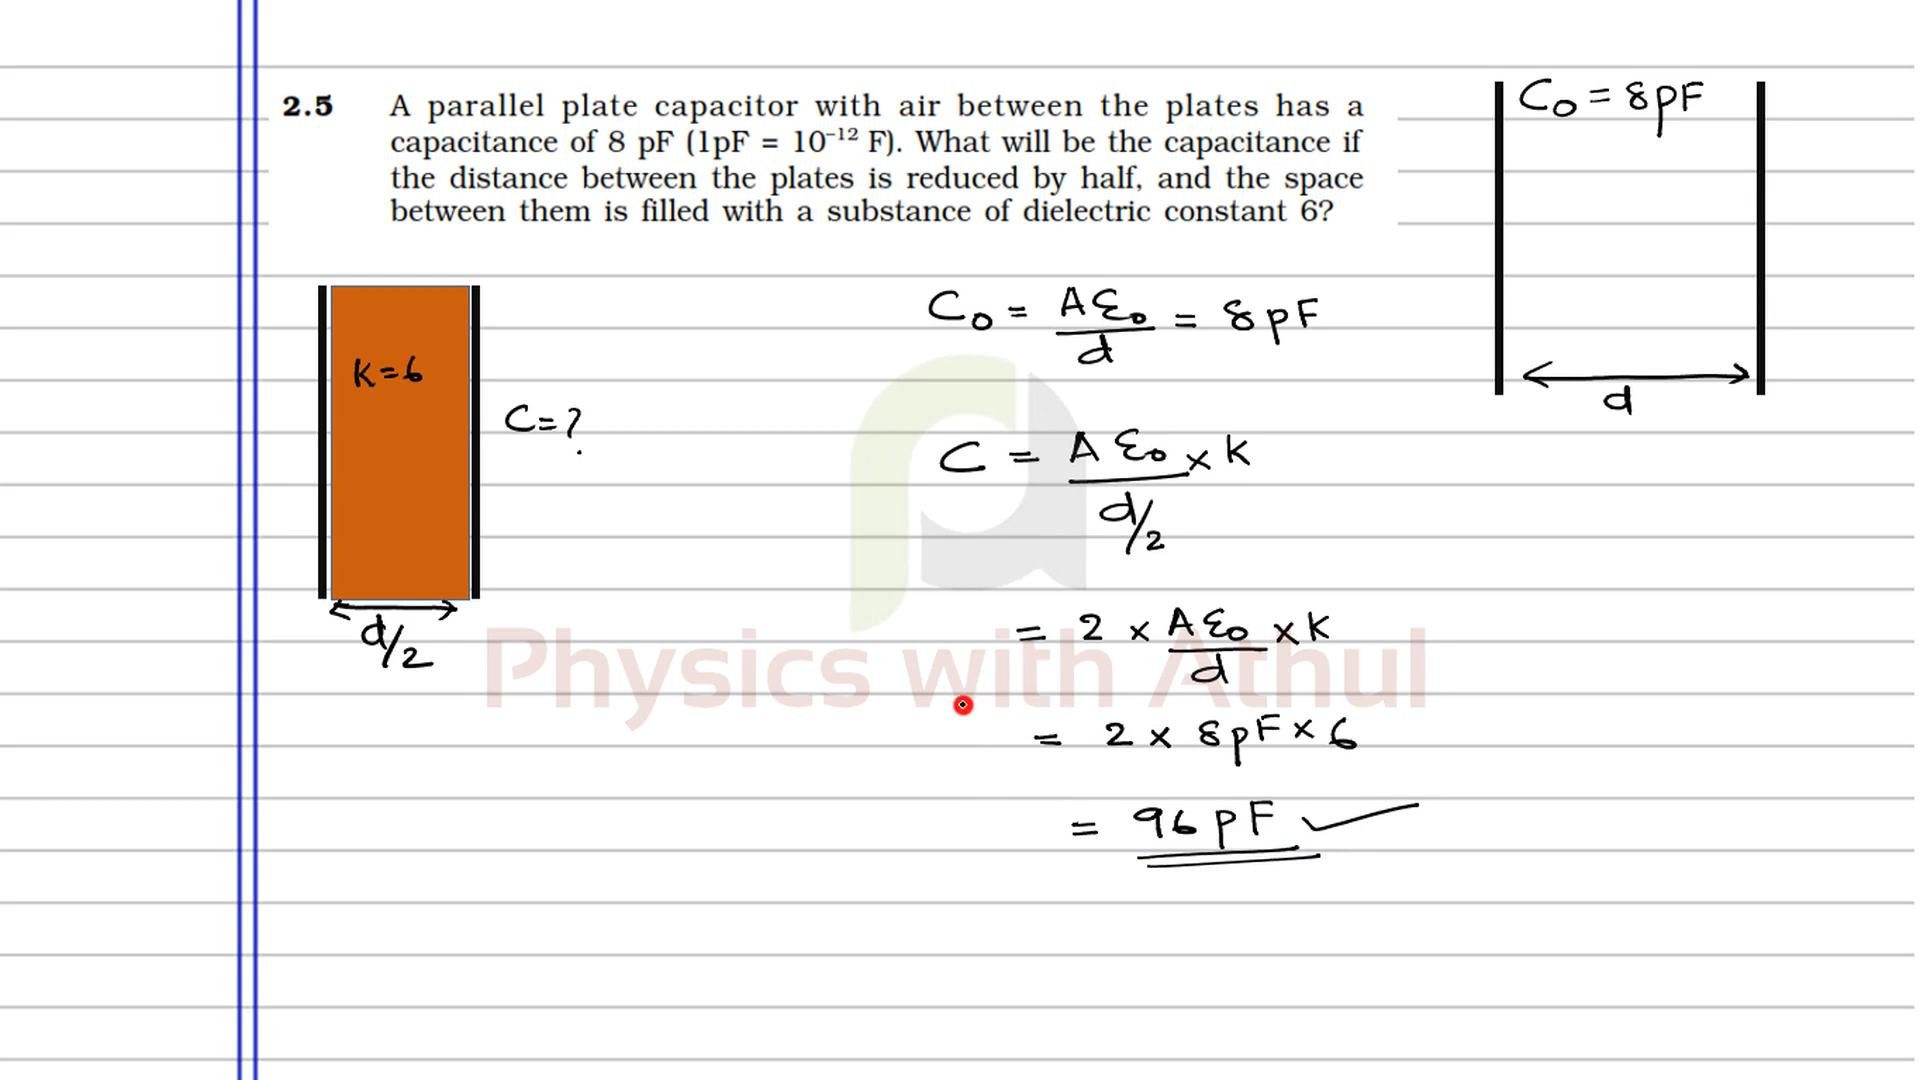 2.5 A parallel plate capacitor with air between the plates has a
capacitance of 8 pF (1pF = 10⁻¹² F). What will be the capacitance if
the distance between the plates is reduced by half, and the space
between them is filled with a substance of dielectric constant 6?
C₀ = 8pF
d
K=6
C=?
d/2
C₀ = Aε₀/d = 8pF
C = Aε₀ × K / d/2
= 2 × Aε₀/d × K
= 2 × 8pF × 6
= 96 pF ✓
Physics with Athul